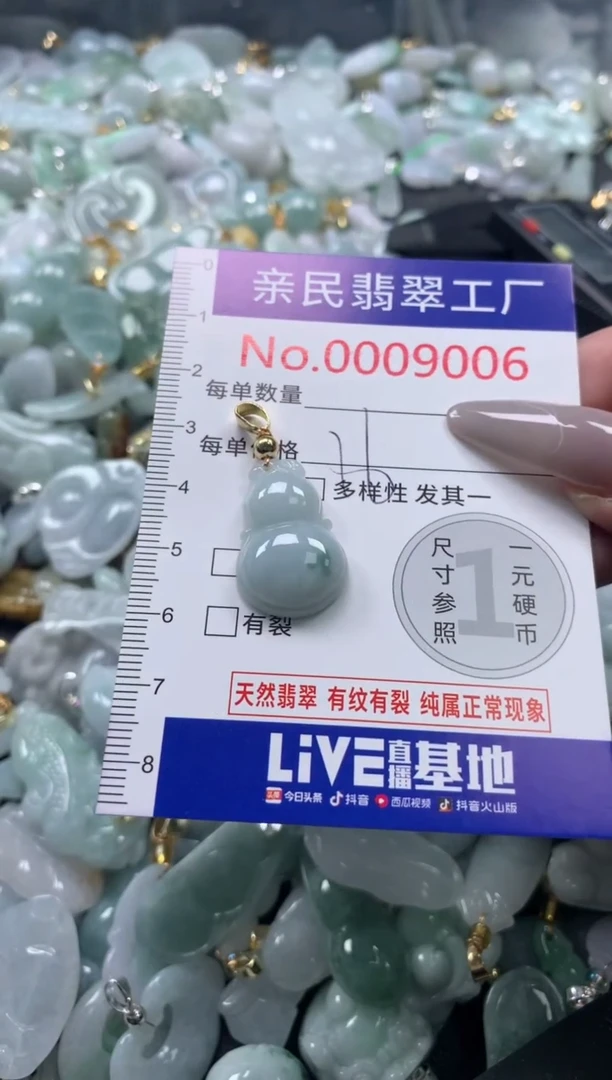 亲民翡翠工厂
No.0009006
每单数量
每单 格
多样性 发其一
有裂
尺寸参照
1
一元硬币
天然翡翠 有纹有裂 纯属正常现象
LiVE直播基地
头条 今日头条 抖音 西瓜视频 抖音火山版
0
1
2
3
4
5
6
7
8